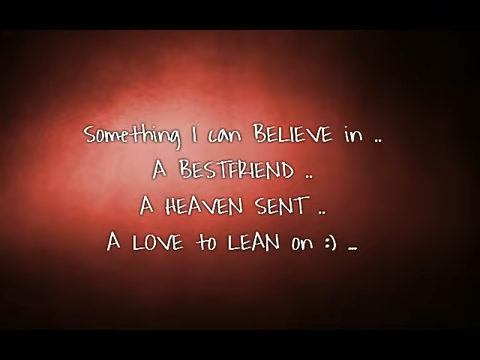 Something I can BELIEVE in ..
A BESTFRIEND ..
A HEAVEN SENT ..
A LOVE to LEAN on :) ...